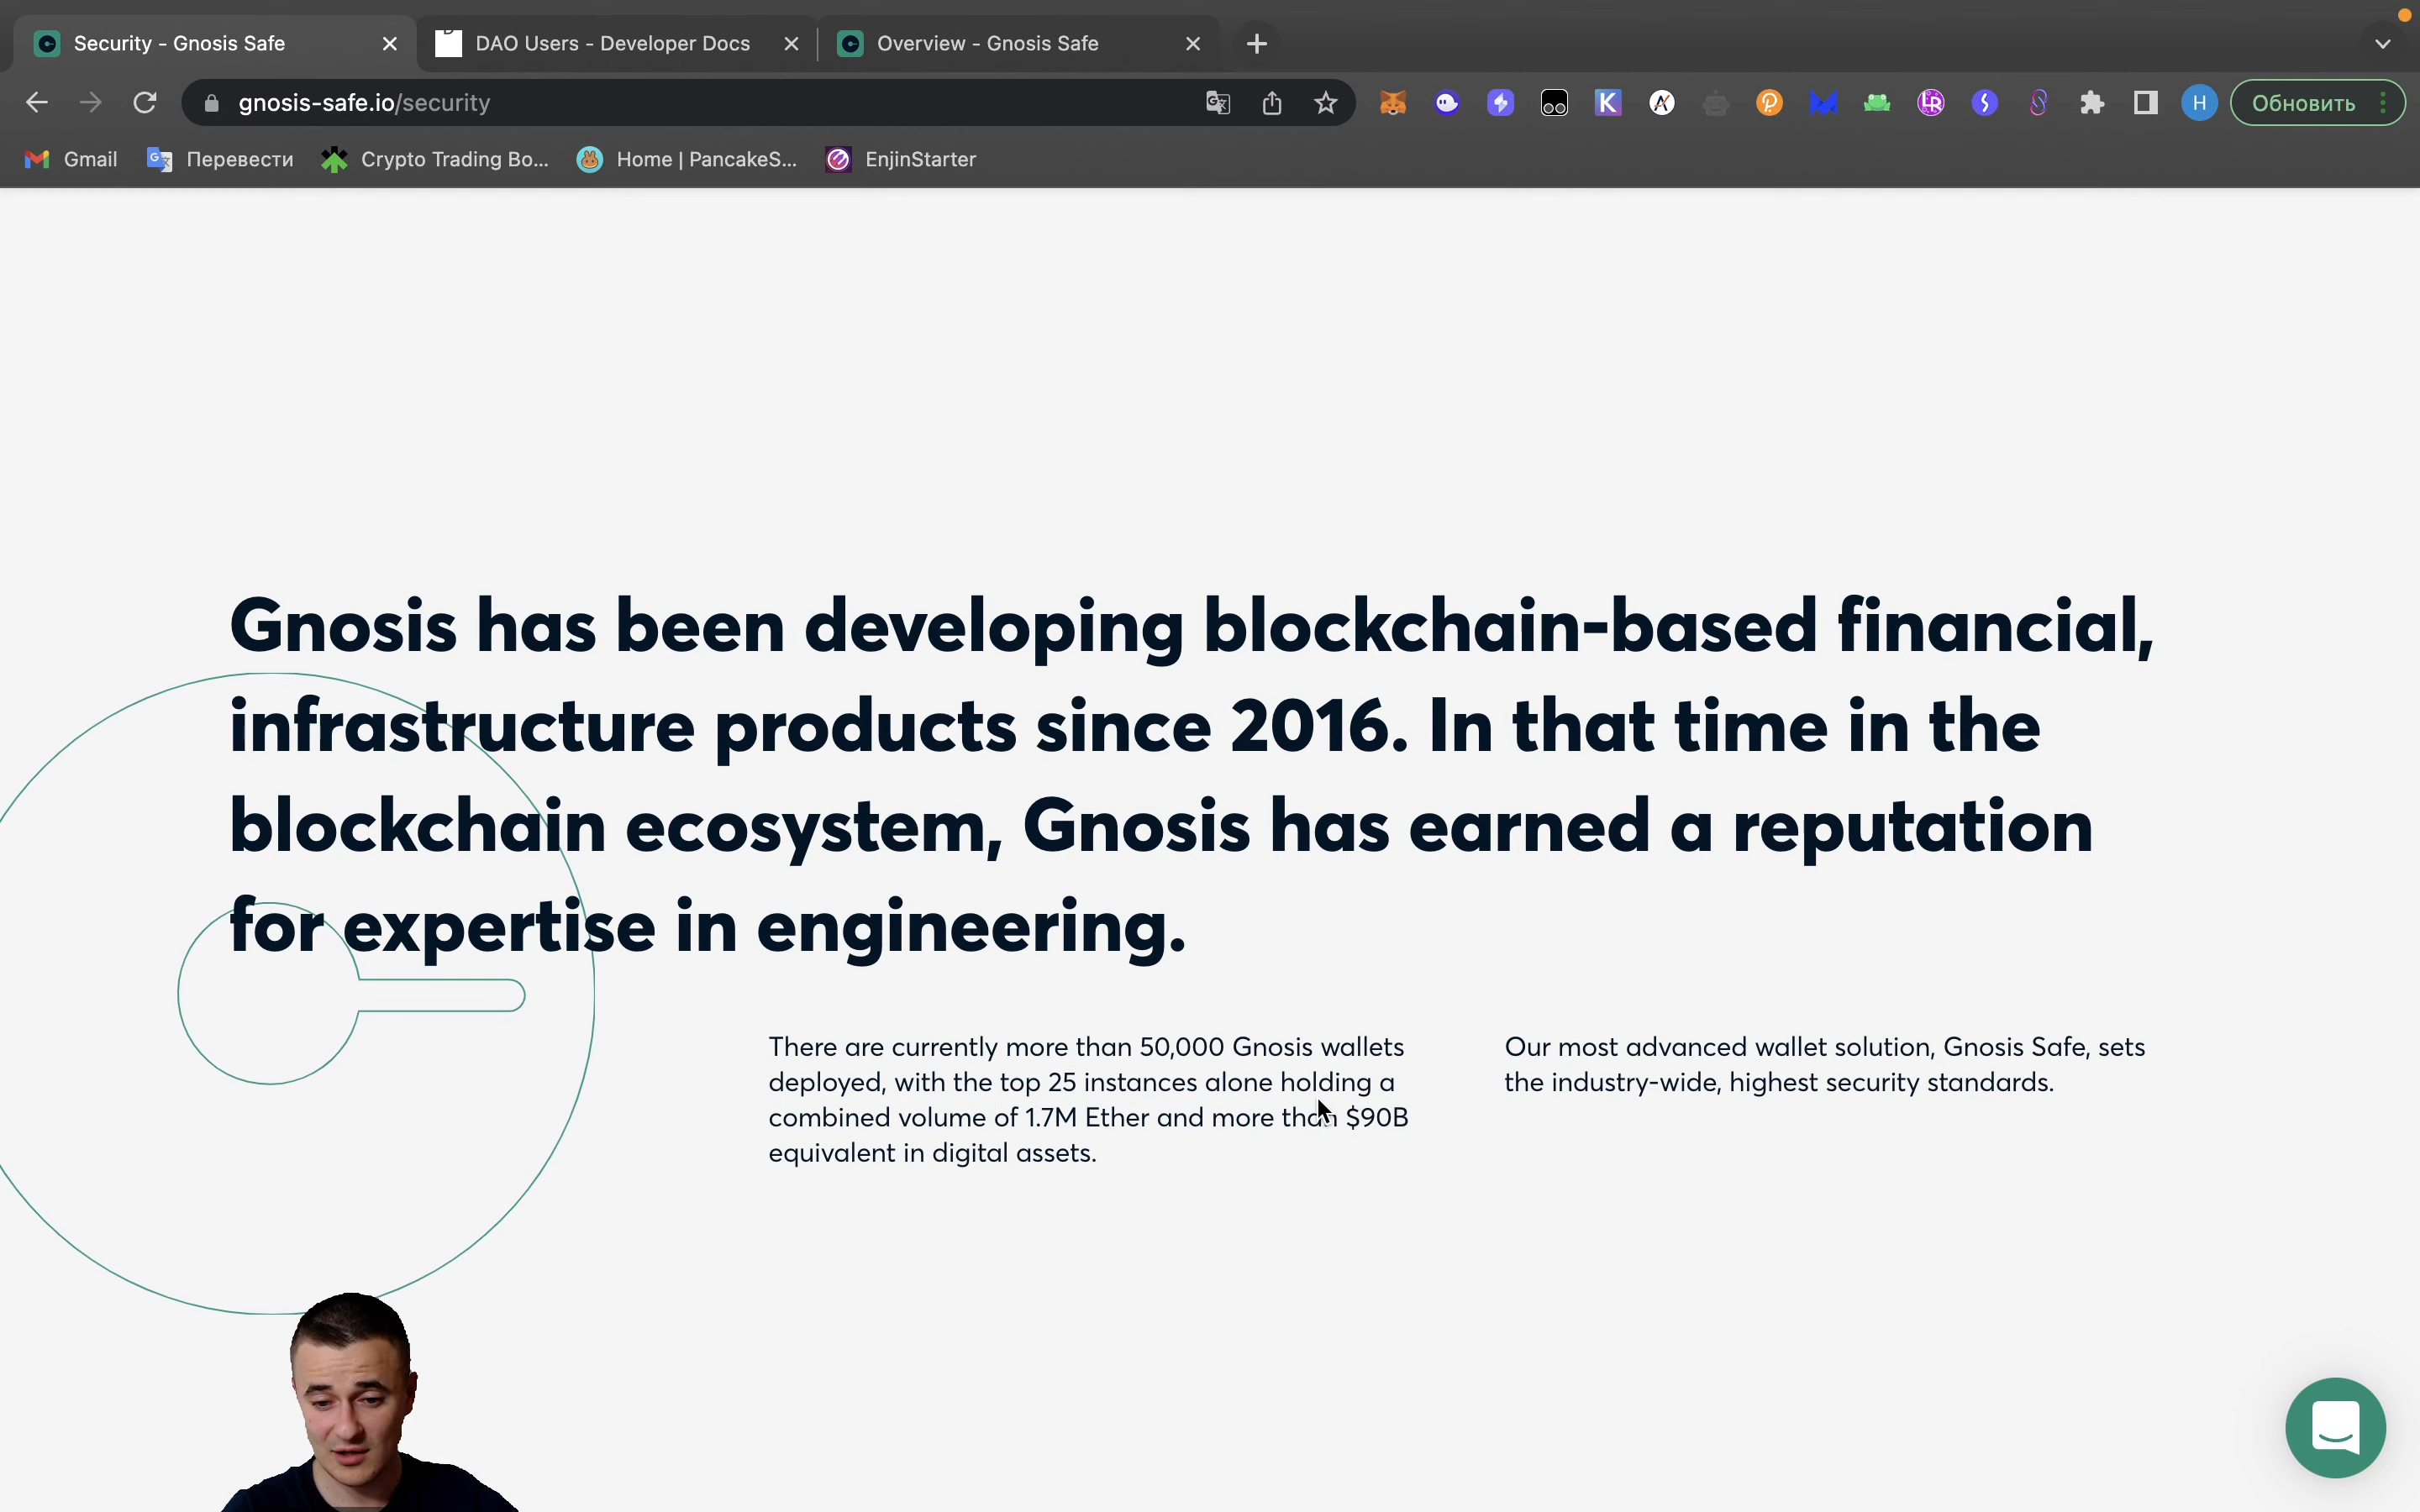 Security - Gnosis Safe
DAO Users - Developer Docs
Overview - Gnosis Safe
gnosis-safe.io/security
H
Обновить
Gmail
Перевести
Crypto Trading Bo...
Home | PancakeS...
EnjinStarter
Gnosis has been developing blockchain-based financial,
infrastructure products since 2016. In that time in the
blockchain ecosystem, Gnosis has earned a reputation
for expertise in engineering.
There are currently more than 50,000 Gnosis wallets
deployed, with the top 25 instances alone holding a
combined volume of 1.7M Ether and more than $90B
equivalent in digital assets.
Our most advanced wallet solution, Gnosis Safe, sets
the industry-wide, highest security standards.